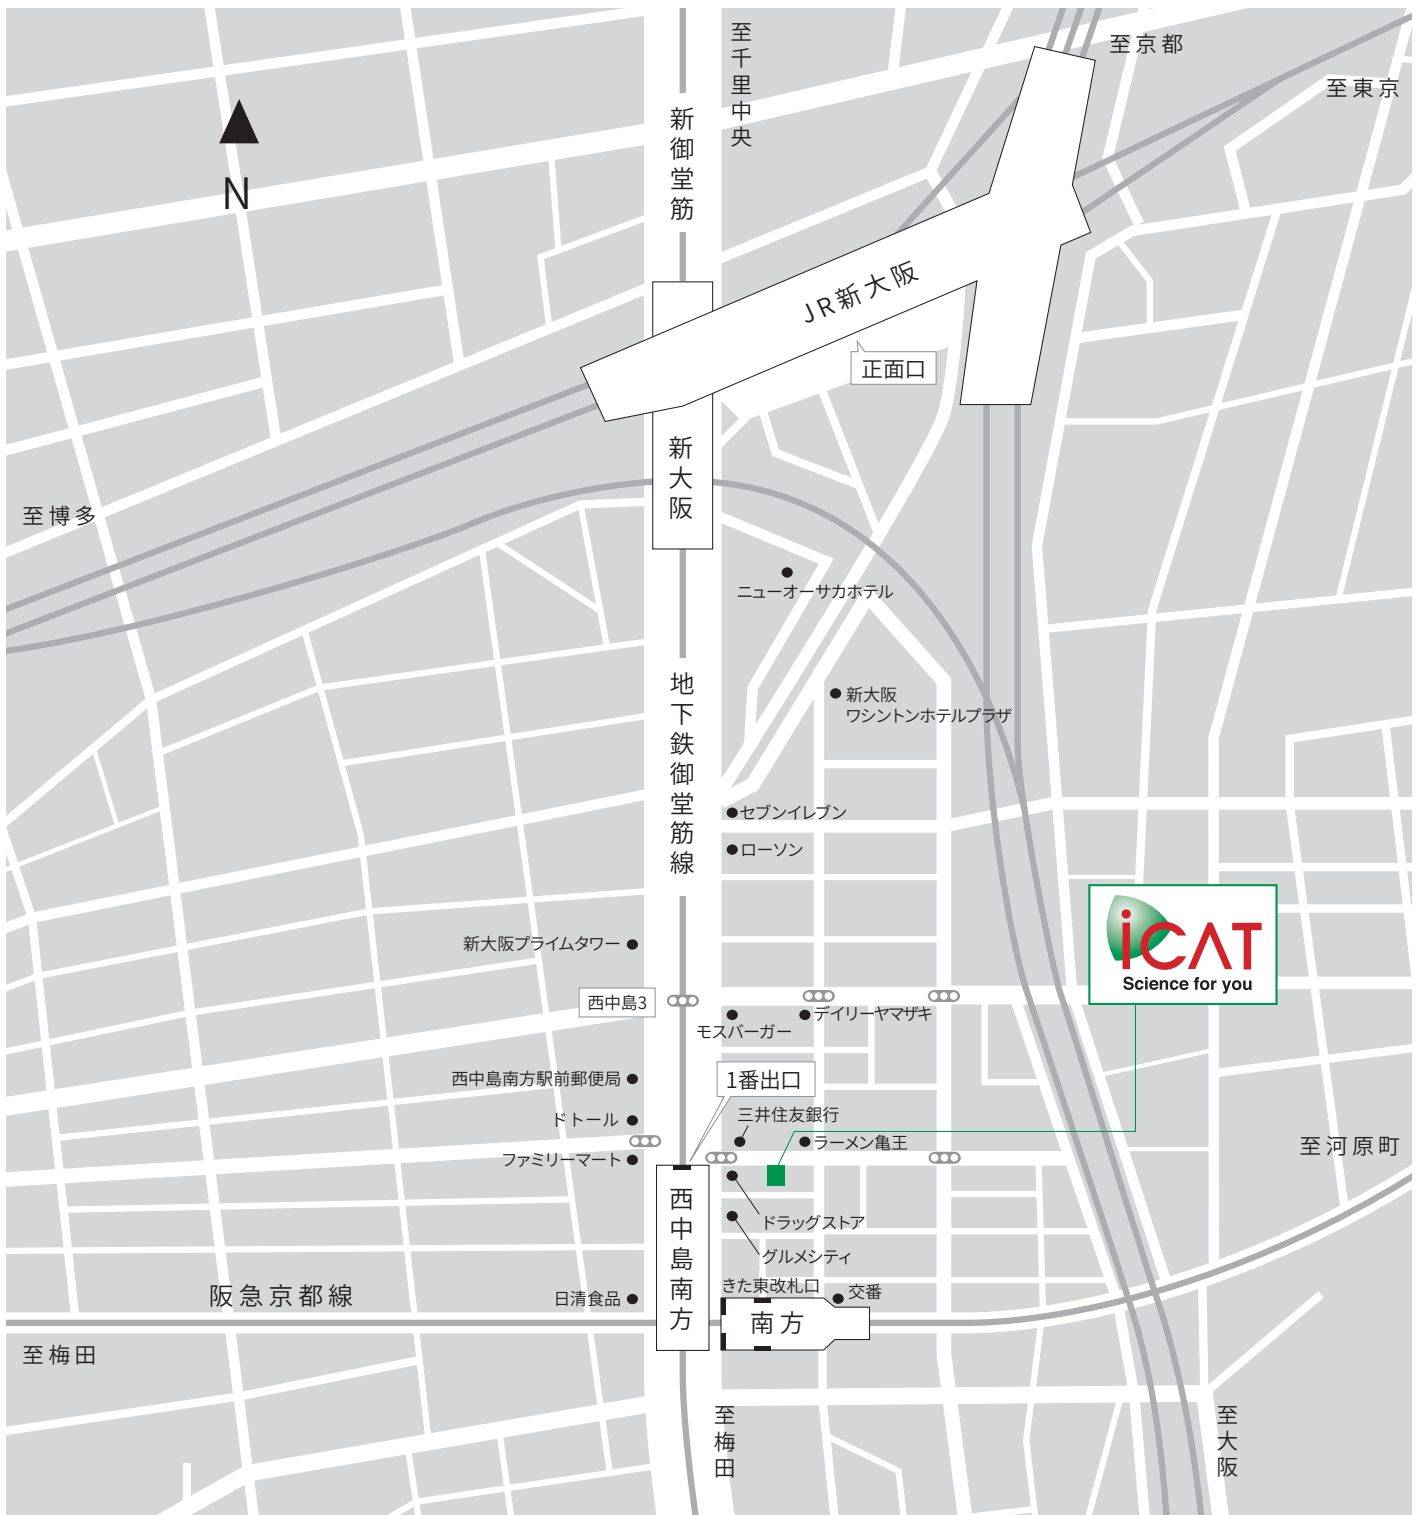 至千里中央
至京都
至東京
新御堂筋
N
JR新大阪
正面口
新大阪
至博多
ニューオーサカホテル
地下鉄御堂筋線
新大阪
ワシントンホテルプラザ
セブンイレブン
ローソン
新大阪プライムタワー
iCAT
Science for you
西中島3
モスバーガー
デイリーヤマザキ
西中島南方駅前郵便局
1番出口
ドトール
三井住友銀行
ラーメン亀王
ファミリーマート
至河原町
西中島南方
ドラッグストア
グルメシティ
阪急京都線
日清食品
きた東改札口
交番
南方
至梅田
至梅田
至大阪